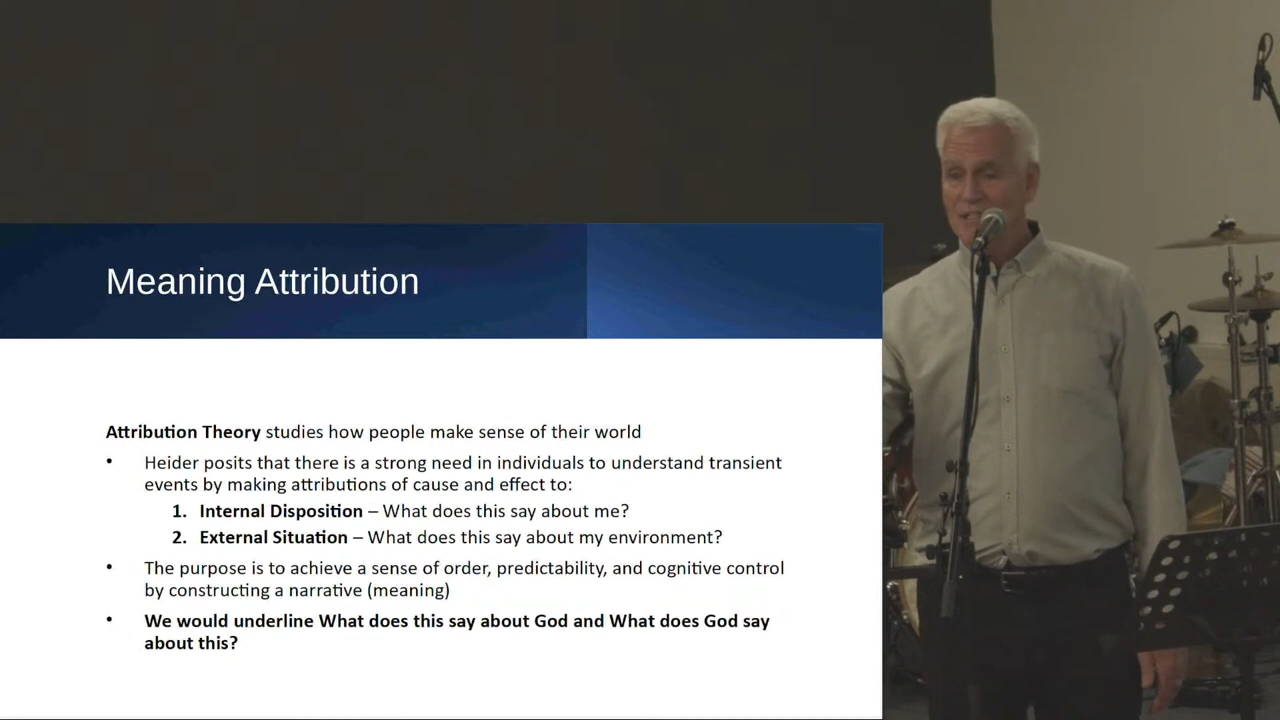 Meaning Attribution
Attribution Theory studies how people make sense of their world
• Heider posits that there is a strong need in individuals to understand transient
events by making attributions of cause and effect to:
1. Internal Disposition – What does this say about me?
2. External Situation – What does this say about my environment?
• The purpose is to achieve a sense of order, predictability, and cognitive control
by constructing a narrative (meaning)
• We would underline What does this say about God and What does God say
about this?